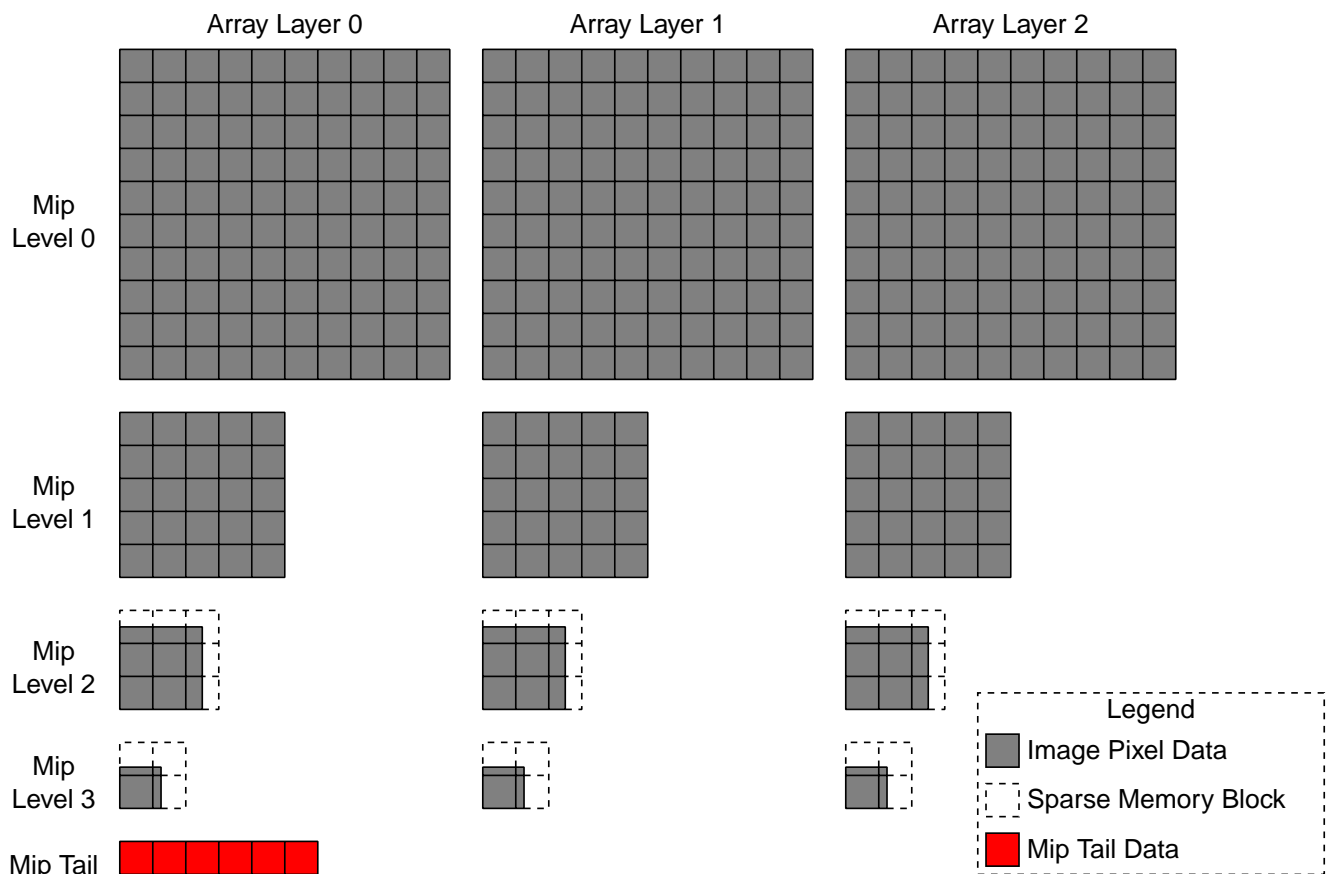 Array Layer 0
Array Layer 1
Array Layer 2
Mip
Level 0
Mip
Level 1
Mip
Level 2
Mip
Level 3
Mip Tail
Legend
Image Pixel Data
Sparse Memory Block
Mip Tail Data